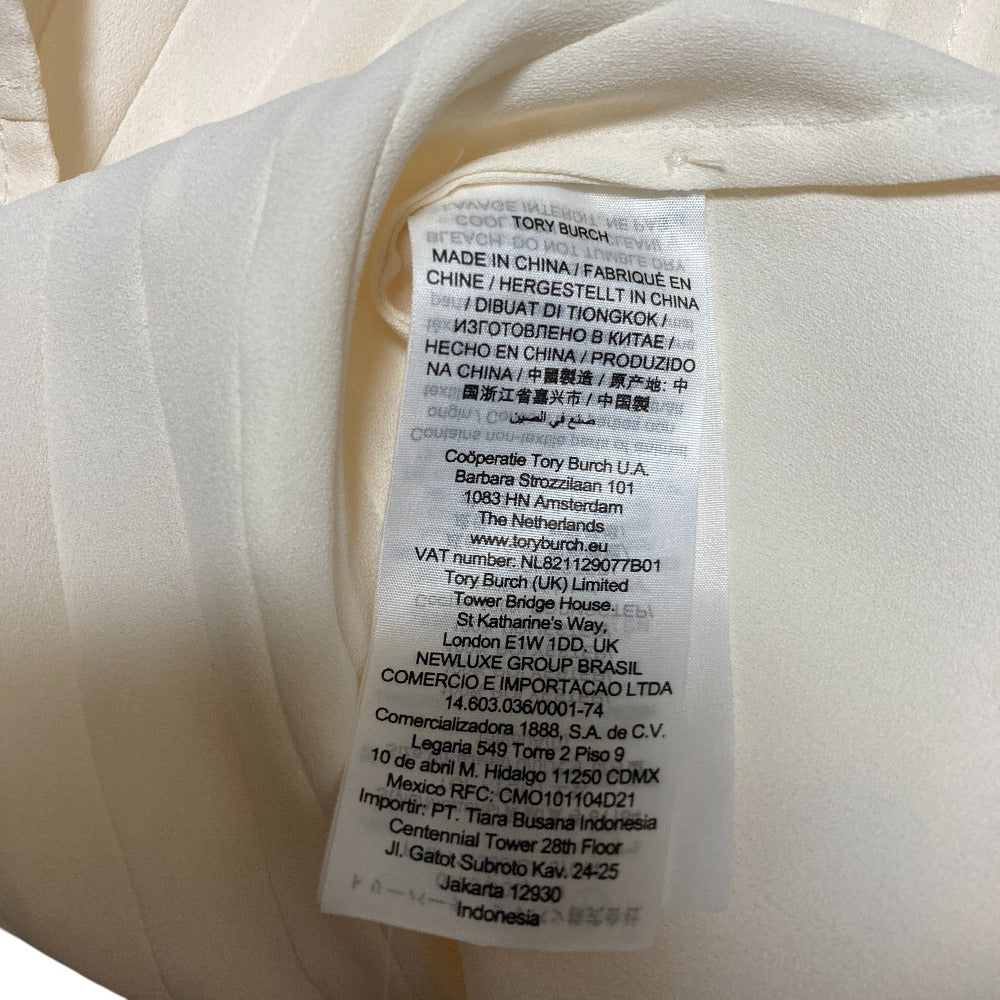 TORY BURCH
MADE IN CHINA / FABRIQUÉ EN
CHINE / HERGESTELLT IN CHINA
/ DIBUAT DI TIONGKOK /
ИЗГОТОВЛЕНО В КИТАЕ /
HECHO EN CHINA / PRODUZIDO
NA CHINA / 中國製造 / 原产地: 中
国浙江省嘉兴市 / 中国製
صنع في الصين
Coöperatie Tory Burch U.A.
Barbara Strozzilaan 101
1083 HN Amsterdam
The Netherlands
www.toryburch.eu
VAT number. NL821129077B01
Tory Burch (UK) Limited
Tower Bridge House.
St Katharine's Way,
London E1W 1DD, UK
NEWLUXE GROUP BRASIL
COMERCIO E IMPORTACAO LTDA
14.603.036/0001-74
Comercializadora 1888, S.A. de C.V.
Legaria 549 Torre 2 Piso 9
10 de abril M. Hidalgo 11250 CDMX
Mexico RFC: CMO101104D21
Importir: PT. Tiara Busana Indonesia
Centennial Tower 28th Floor
Jl. Gatot Subroto Kav. 24-25
Jakarta 12930
Indonesia